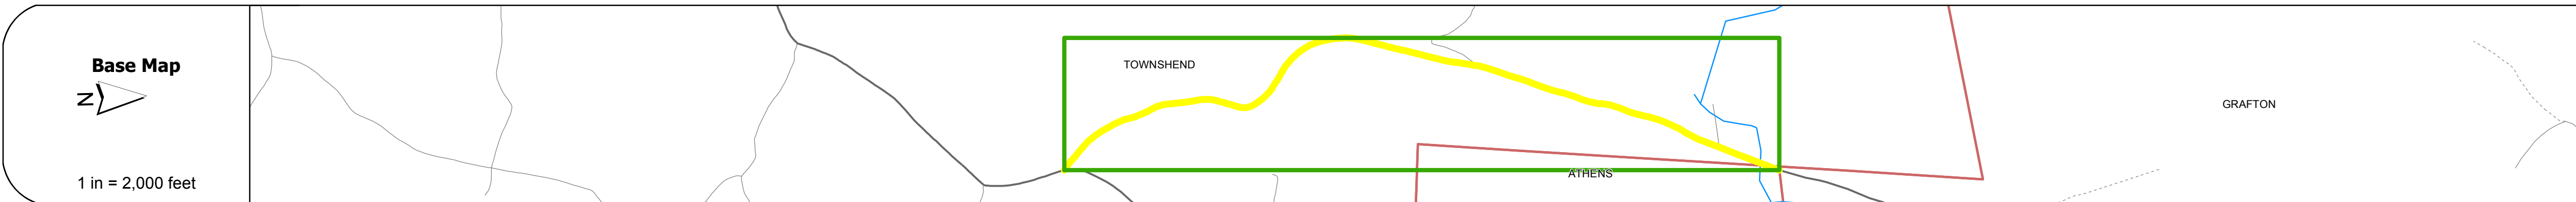 Base Map
N
1 in = 2,000 feet
TOWNSHEND
ATHENS
GRAFTON